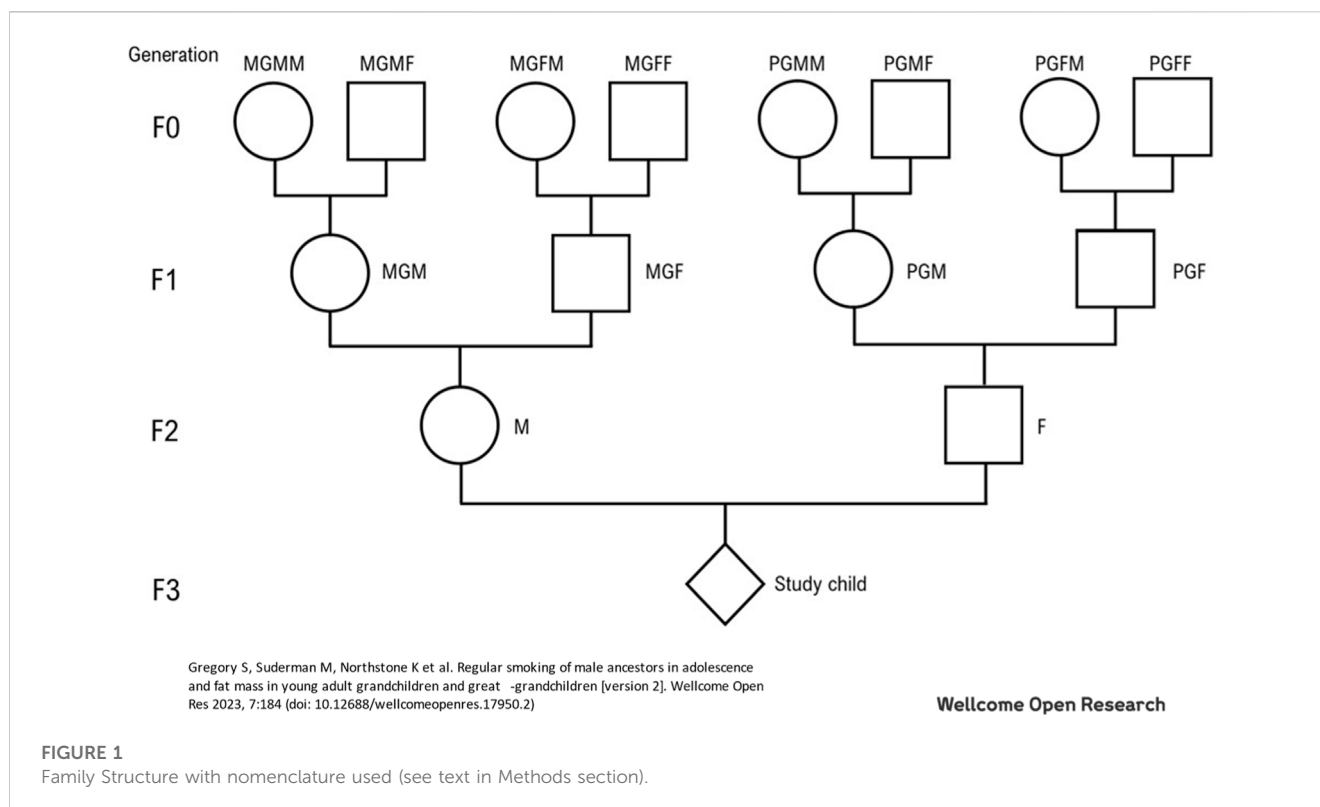 Generation
MGMM MGMF MGFM MGFF PGMM PGMF PGFM PGFF
F0
F1
MGM MGF PGM PGF
F2
M F
F3
Study child
Gregory S, Suderman M, Northstone K et al. Regular smoking of male ancestors in adolescence
and fat mass in young adult grandchildren and great -grandchildren [version 2]. Wellcome Open
Res 2023, 7:184 (doi: 10.12688/wellcomeopenres.17950.2)
Wellcome Open Research
FIGURE 1
Family Structure with nomenclature used (see text in Methods section).